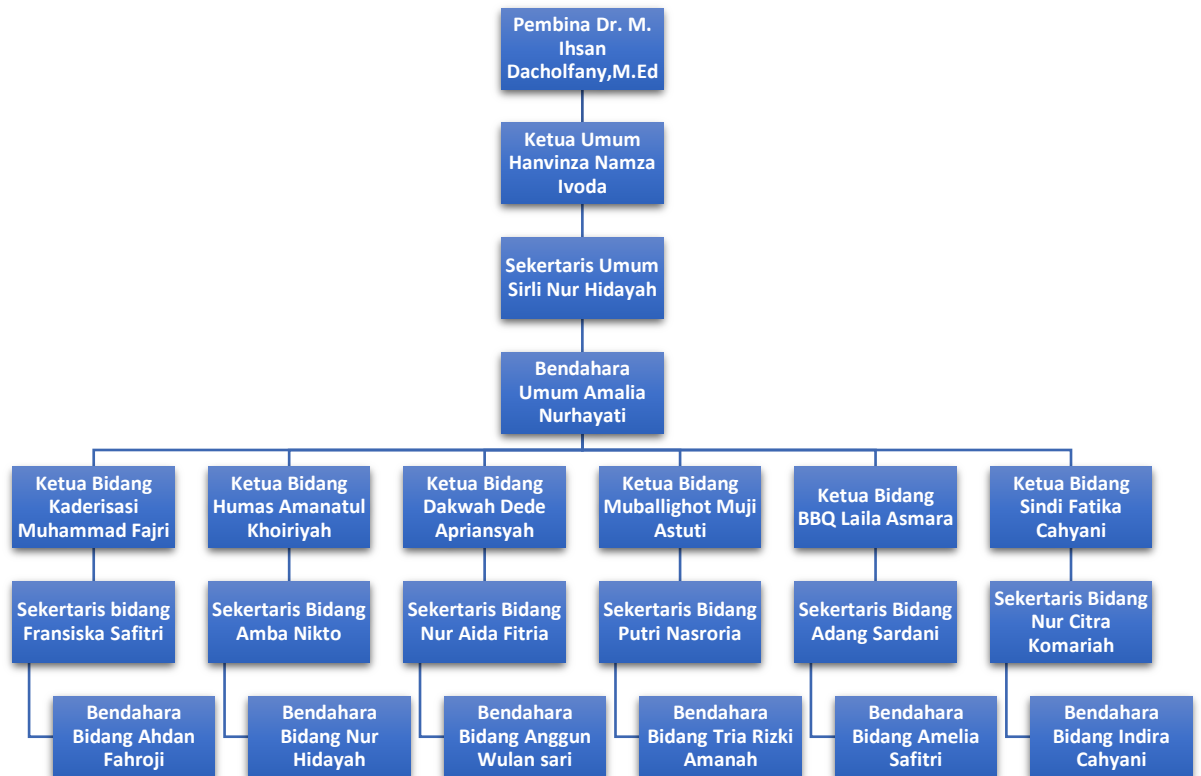 Pembina Dr. M.
Ihsan
Dacholfany,M.Ed
Ketua Umum
Hanvinza Namza
Ivoda
Sekertaris Umum
Sirli Nur Hidayah
Bendahara
Umum Amalia
Nurhayati
Ketua Bidang
Kaderisasi
Muhammad Fajri
Ketua Bidang
Humas Amanatul
Khoiriyah
Ketua Bidang
Dakwah Dede
Apriansyah
Ketua Bidang
Muballighot Muji
Astuti
Ketua Bidang
BBQ Laila Asmara
Ketua Bidang
Sindi Fatika
Cahyani
Sekertaris bidang
Fransiska Safitri
Sekertaris Bidang
Amba Nikto
Sekertaris Bidang
Nur Aida Fitria
Sekertaris Bidang
Putri Nasroria
Sekertaris Bidang
Adang Sardani
Sekertaris Bidang
Nur Citra
Komariah
Bendahara
Bidang Ahdan
Fahroji
Bendahara
Bidang Nur
Hidayah
Bendahara
Bidang Anggun
Wulan sari
Bendahara
Bidang Tria Rizki
Amanah
Bendahara
Bidang Amelia
Safitri
Bendahara
Bidang Indira
Cahyani